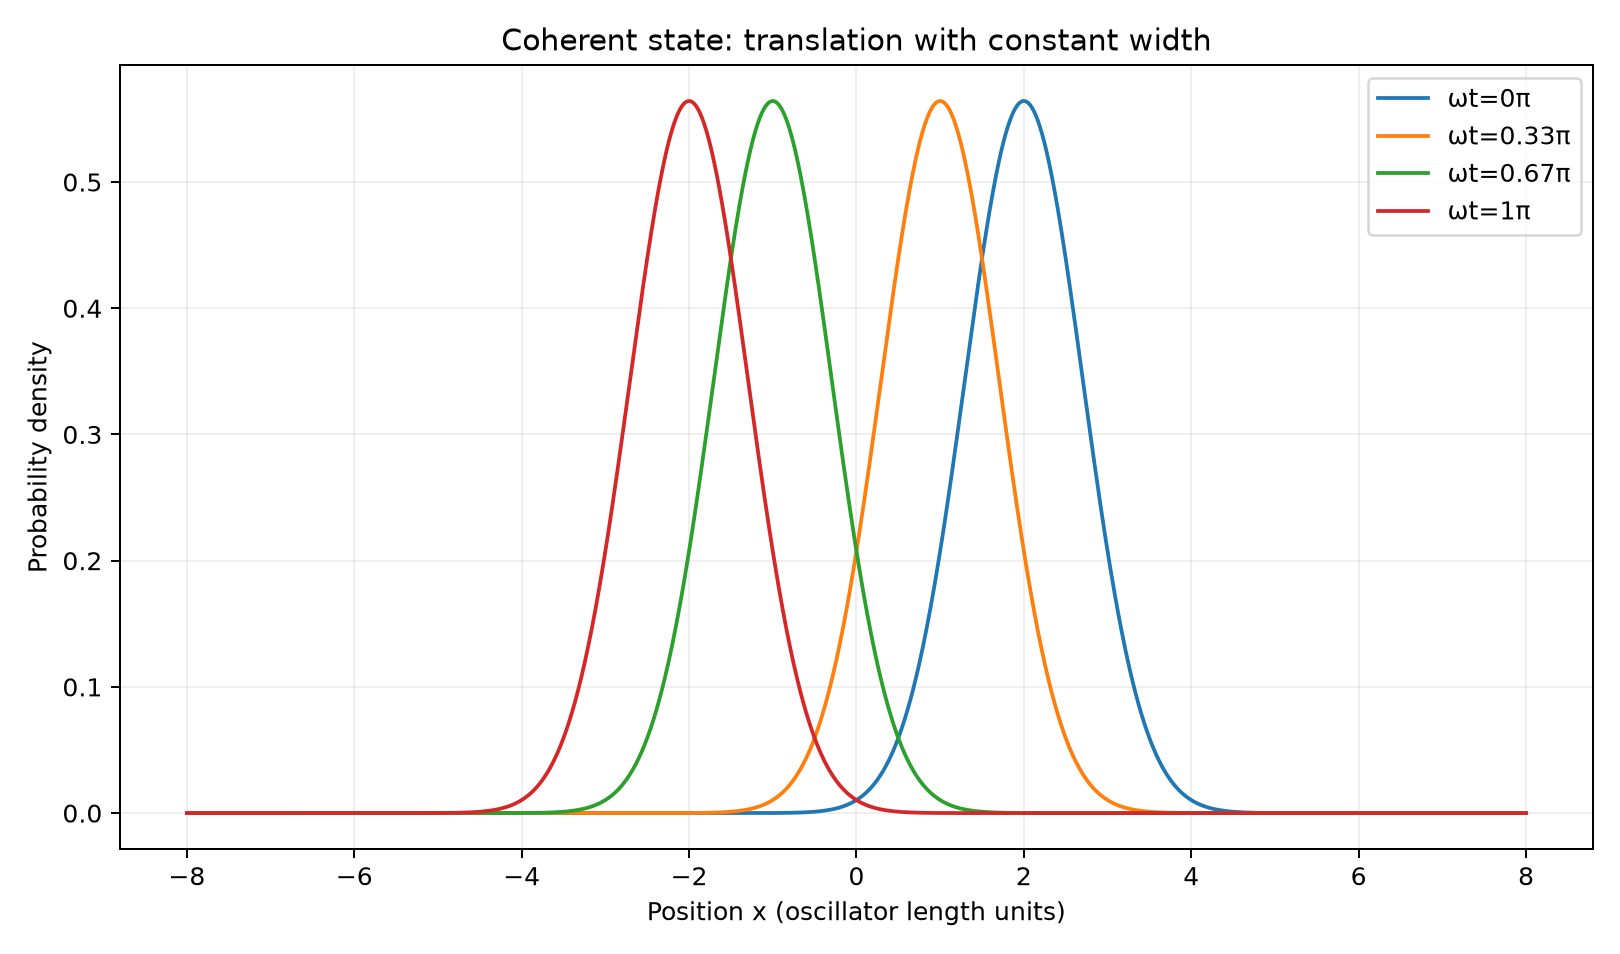 Coherent state: translation with constant width
ωt=0π
ωt=0.33π
ωt=0.67π
ωt=1π
Probability density
0.5
0.4
0.3
0.2
0.1
0.0
−8 −6 −4 −2 0 2 4 6 8
Position x (oscillator length units)